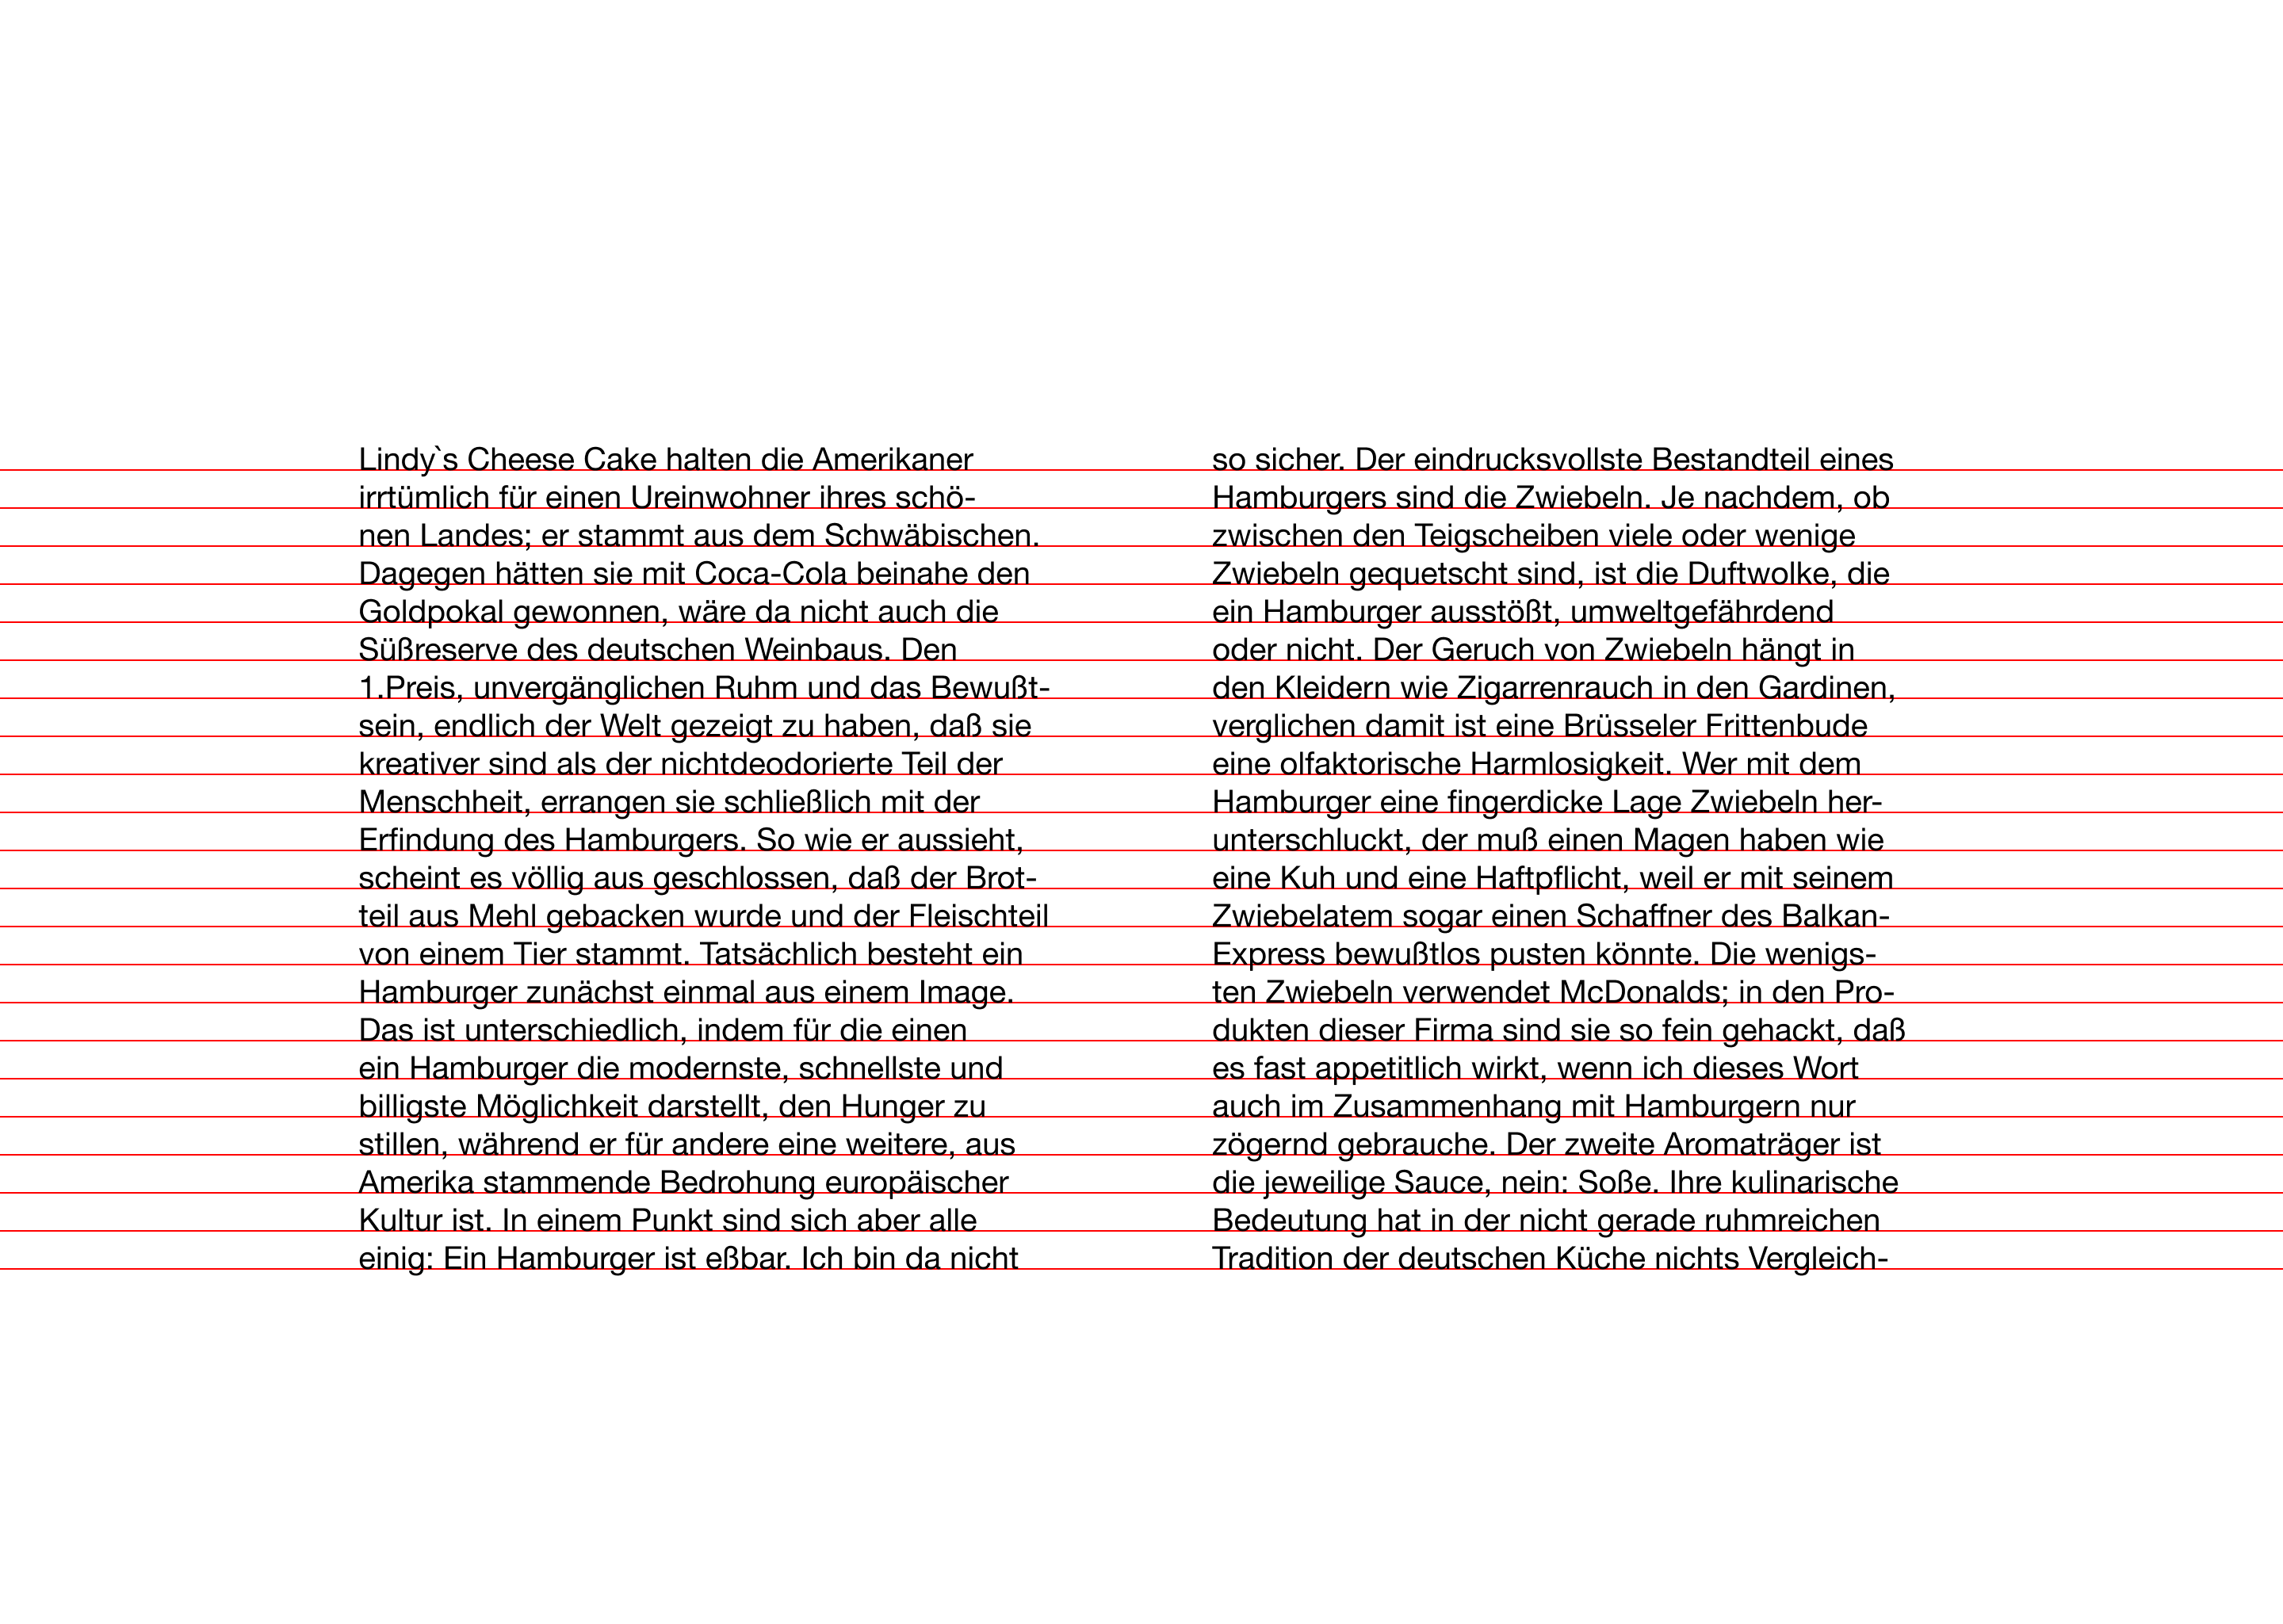 Lindy`s Cheese Cake halten die Amerikaner
irrtümlich für einen Ureinwohner ihres schö-
nen Landes; er stammt aus dem Schwäbischen.
Dagegen hätten sie mit Coca-Cola beinahe den
Goldpokal gewonnen, wäre da nicht auch die
Süßreserve des deutschen Weinbaus. Den
1.Preis, unvergänglichen Ruhm und das Bewußt-
sein, endlich der Welt gezeigt zu haben, daß sie
kreativer sind als der nichtdeodorierte Teil der
Menschheit, errangen sie schließlich mit der
Erfindung des Hamburgers. So wie er aussieht,
scheint es völlig aus geschlossen, daß der Brot-
teil aus Mehl gebacken wurde und der Fleischteil
von einem Tier stammt. Tatsächlich besteht ein
Hamburger zunächst einmal aus einem Image.
Das ist unterschiedlich, indem für die einen
ein Hamburger die modernste, schnellste und
billigste Möglichkeit darstellt, den Hunger zu
stillen, während er für andere eine weitere, aus
Amerika stammende Bedrohung europäischer
Kultur ist. In einem Punkt sind sich aber alle
einig: Ein Hamburger ist eßbar. Ich bin da nicht
so sicher. Der eindrucksvollste Bestandteil eines
Hamburgers sind die Zwiebeln. Je nachdem, ob
zwischen den Teigscheiben viele oder wenige
Zwiebeln gequetscht sind, ist die Duftwolke, die
ein Hamburger ausstößt, umweltgefährdend
oder nicht. Der Geruch von Zwiebeln hängt in
den Kleidern wie Zigarrenrauch in den Gardinen,
verglichen damit ist eine Brüsseler Frittenbude
eine olfaktorische Harmlosigkeit. Wer mit dem
Hamburger eine fingerdicke Lage Zwiebeln her-
unterschluckt, der muß einen Magen haben wie
eine Kuh und eine Haftpflicht, weil er mit seinem
Zwiebelatem sogar einen Schaffner des Balkan-
Express bewußtlos pusten könnte. Die wenigs-
ten Zwiebeln verwendet McDonalds; in den Pro-
dukten dieser Firma sind sie so fein gehackt, daß
es fast appetitlich wirkt, wenn ich dieses Wort
auch im Zusammenhang mit Hamburgern nur
zögernd gebrauche. Der zweite Aromaträger ist
die jeweilige Sauce, nein: Soße. Ihre kulinarische
Bedeutung hat in der nicht gerade ruhmreichen
Tradition der deutschen Küche nichts Vergleich-